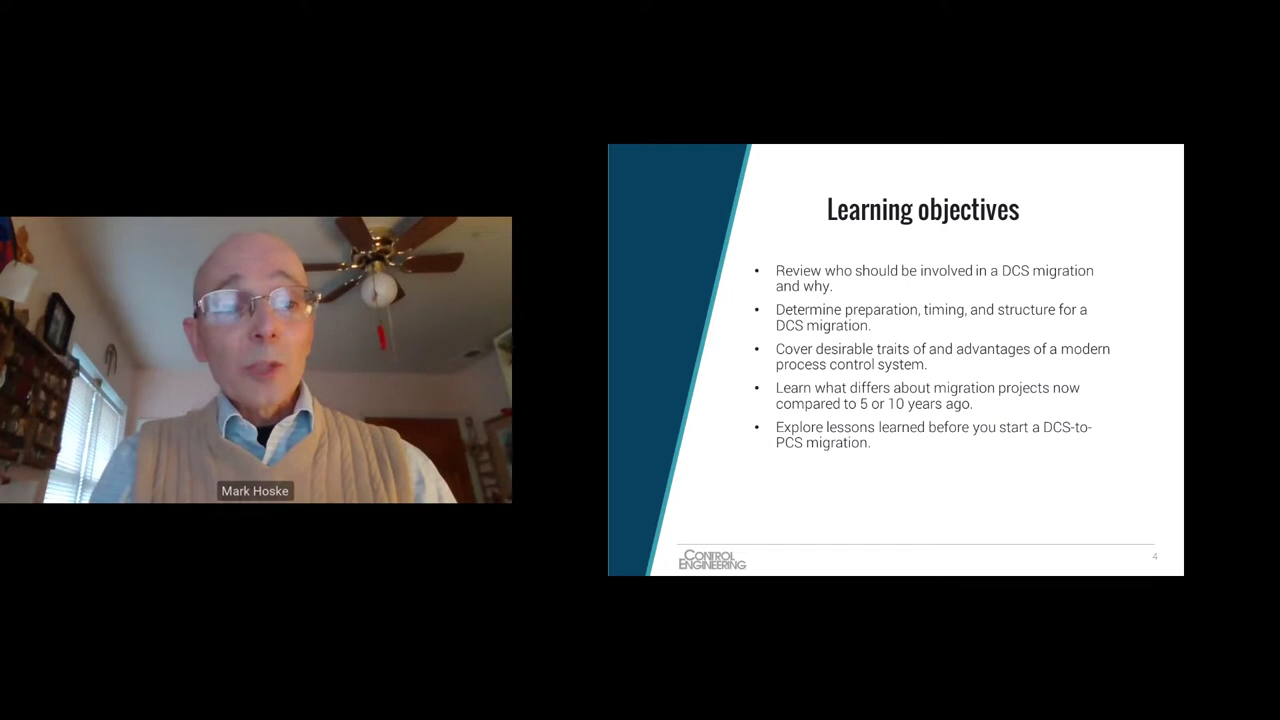 Mark Hoske
Learning objectives
• Review who should be involved in a DCS migration
and why.
• Determine preparation, timing, and structure for a
DCS migration.
• Cover desirable traits of and advantages of a modern
process control system.
• Learn what differs about migration projects now
compared to 5 or 10 years ago.
• Explore lessons learned before you start a DCS-to-
PCS migration.
CONTROL
ENGINEERING
4